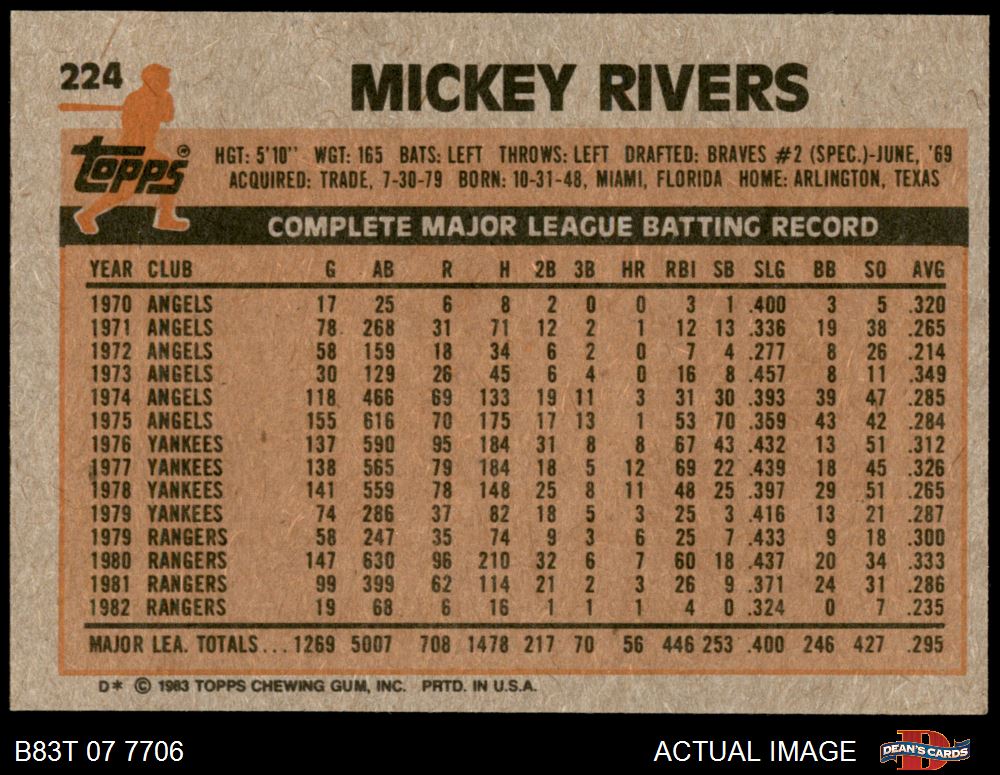 224
MICKEY RIVERS
Topps®
HGT: 5'10" WGT: 165 BATS: LEFT THROWS: LEFT DRAFTED: BRAVES #2 (SPEC.)-JUNE, '69
ACQUIRED: TRADE, 7-30-79 BORN: 10-31-48, MIAMI, FLORIDA HOME: ARLINGTON, TEXAS
COMPLETE MAJOR LEAGUE BATTING RECORD
YEAR CLUB G AB R H 2B 3B HR RBI SB SLG BB SO AVG
1970 ANGELS 17 25 6 8 2 0 0 3 1 .400 3 5 .320
1971 ANGELS 78 268 31 71 12 2 1 12 13 .336 19 38 .265
1972 ANGELS 58 159 18 34 6 2 0 7 4 .277 8 26 .214
1973 ANGELS 30 129 26 45 6 4 0 16 8 .457 8 11 .349
1974 ANGELS 118 466 69 133 19 11 3 31 30 .393 39 47 .285
1975 ANGELS 155 616 70 175 17 13 1 53 70 .359 43 42 .284
1976 YANKEES 137 590 95 184 31 8 8 67 43 .432 13 51 .312
1977 YANKEES 138 565 79 184 18 5 12 69 22 .439 18 45 .326
1978 YANKEES 141 559 78 148 25 8 11 48 25 .397 29 51 .265
1979 YANKEES 74 286 37 82 18 5 3 25 3 .416 13 21 .287
1979 RANGERS 58 247 35 74 9 3 6 25 7 .433 9 18 .300
1980 RANGERS 147 630 96 210 32 6 7 60 18 .437 20 34 .333
1981 RANGERS 99 399 62 114 21 2 3 26 9 .371 24 31 .286
1982 RANGERS 19 68 6 16 1 1 1 4 0 .324 0 7 .235
MAJOR LEA. TOTALS... 1269 5007 708 1478 217 70 56 446 253 .400 246 427 .295
D* © 1983 TOPPS CHEWING GUM, INC. PRTD. IN U.S.A.
B83T 07 7706
ACTUAL IMAGE
D
DEAN'S CARDS